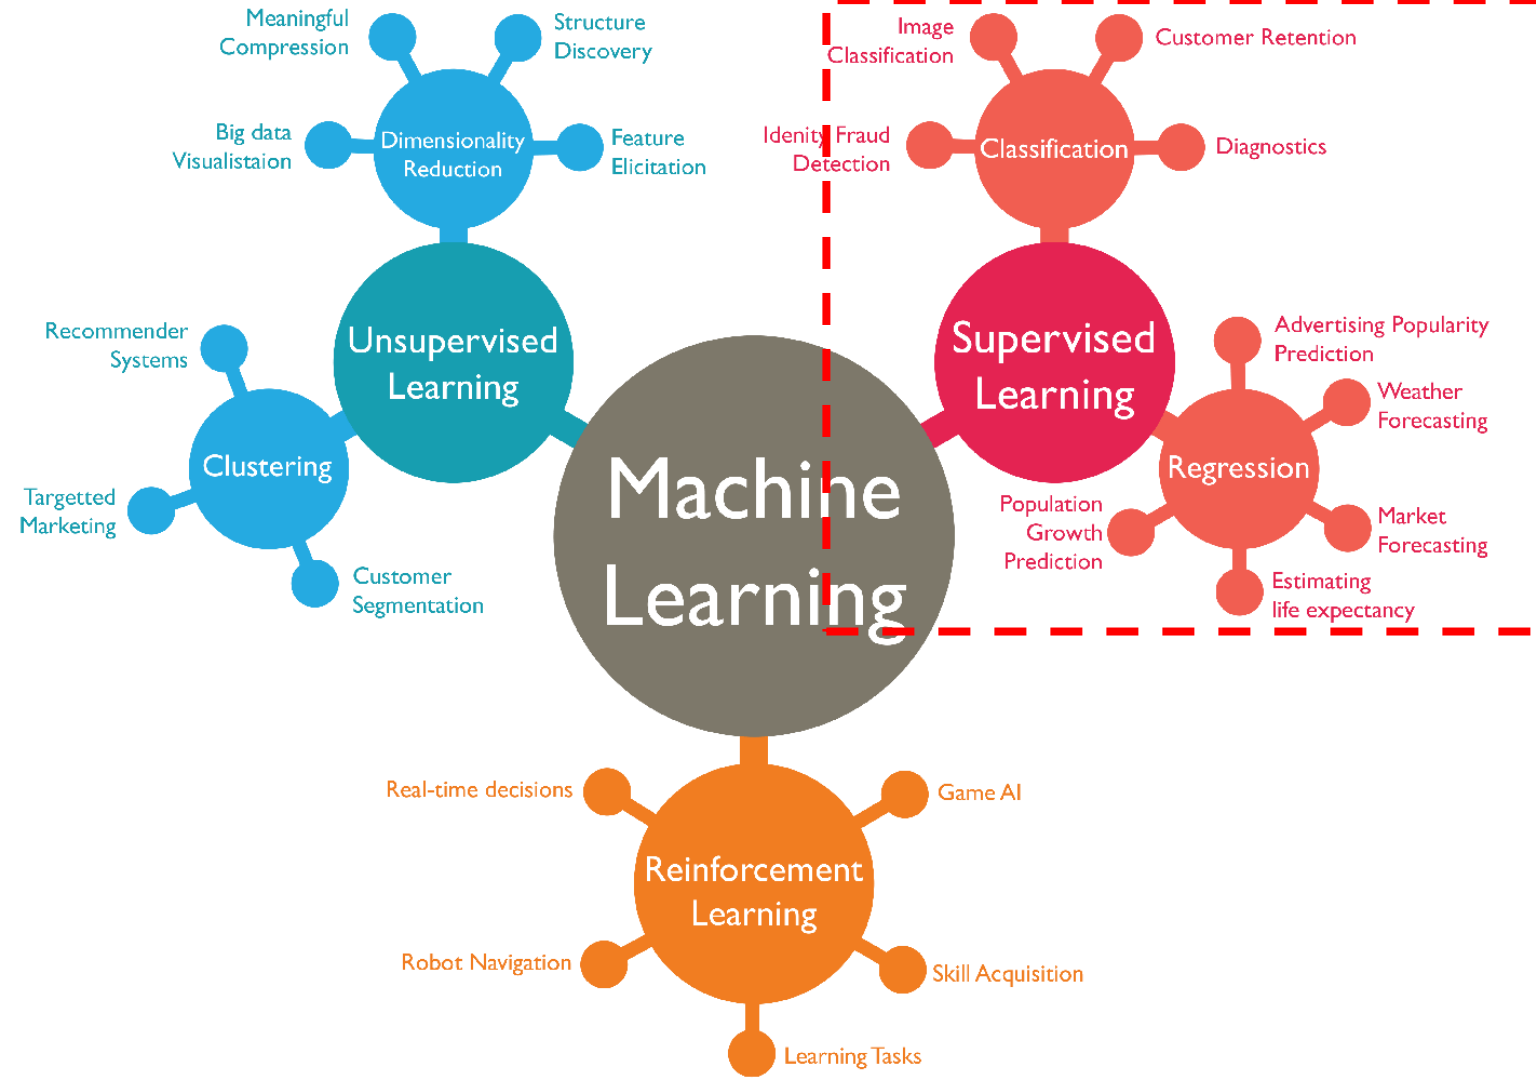 Meaningful
Compression
Structure
Discovery
Big data
Visualistaion
Dimensionality
Reduction
Feature
Elicitation
Image
Classification
Customer Retention
Idenity Fraud
Detection
Classification
Diagnostics
Unsupervised
Learning
Supervised
Learning
Recommender
Systems
Clustering
Targetted
Marketing
Customer
Segmentation
Machine
Learning
Advertising Popularity
Prediction
Weather
Forecasting
Regression
Population
Growth
Prediction
Market
Forecasting
Estimating
life expectancy
Real-time decisions
Game AI
Reinforcement
Learning
Robot Navigation
Skill Acquisition
Learning Tasks